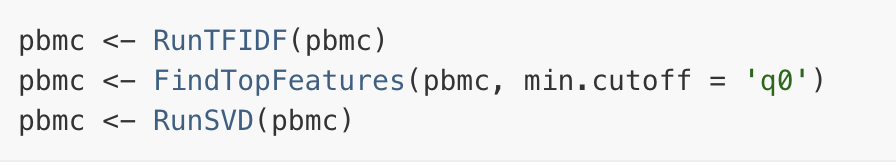 pbmc <- RunTFIDF(pbmc)
pbmc <- FindTopFeatures(pbmc, min.cutoff = 'q0')
pbmc <- RunSVD(pbmc)